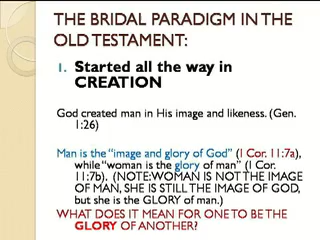 THE BRIDAL PARADIGM IN THE
OLD TESTAMENT:
1. Started all the way in
CREATION
God created man in His image and likeness. (Gen.
1:26)
Man is the “image and glory of God” (I Cor. 11:7a),
while “woman is the glory of man” (I Cor.
11:7b). (NOTE:WOMAN IS NOT THE IMAGE
OF MAN, SHE IS STILL THE IMAGE OF GOD,
but she is the GLORY of man.)
WHAT DOES IT MEAN FOR ONE TO BE THE
GLORY OF ANOTHER?